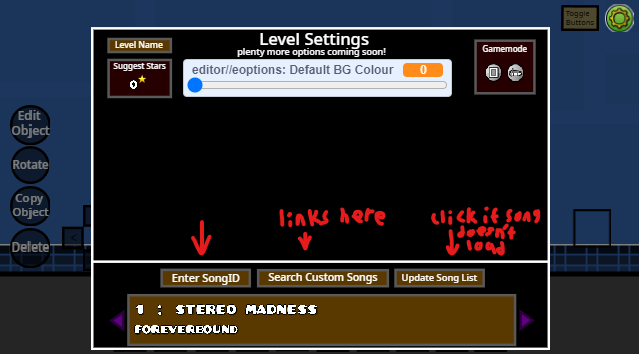 Toggle
Buttons
Level Settings
plenty more options coming soon!
Level Name
Suggest Stars
0
editor//eoptions: Default BG Colour 0
Gamemode
Edit
Object
Rotate
Copy
Object
Delete
links here
click if song
doesn't
load
Enter SongID
Search Custom Songs
Update Song List
1 : STEREO MADNESS
FOREVERBOUND